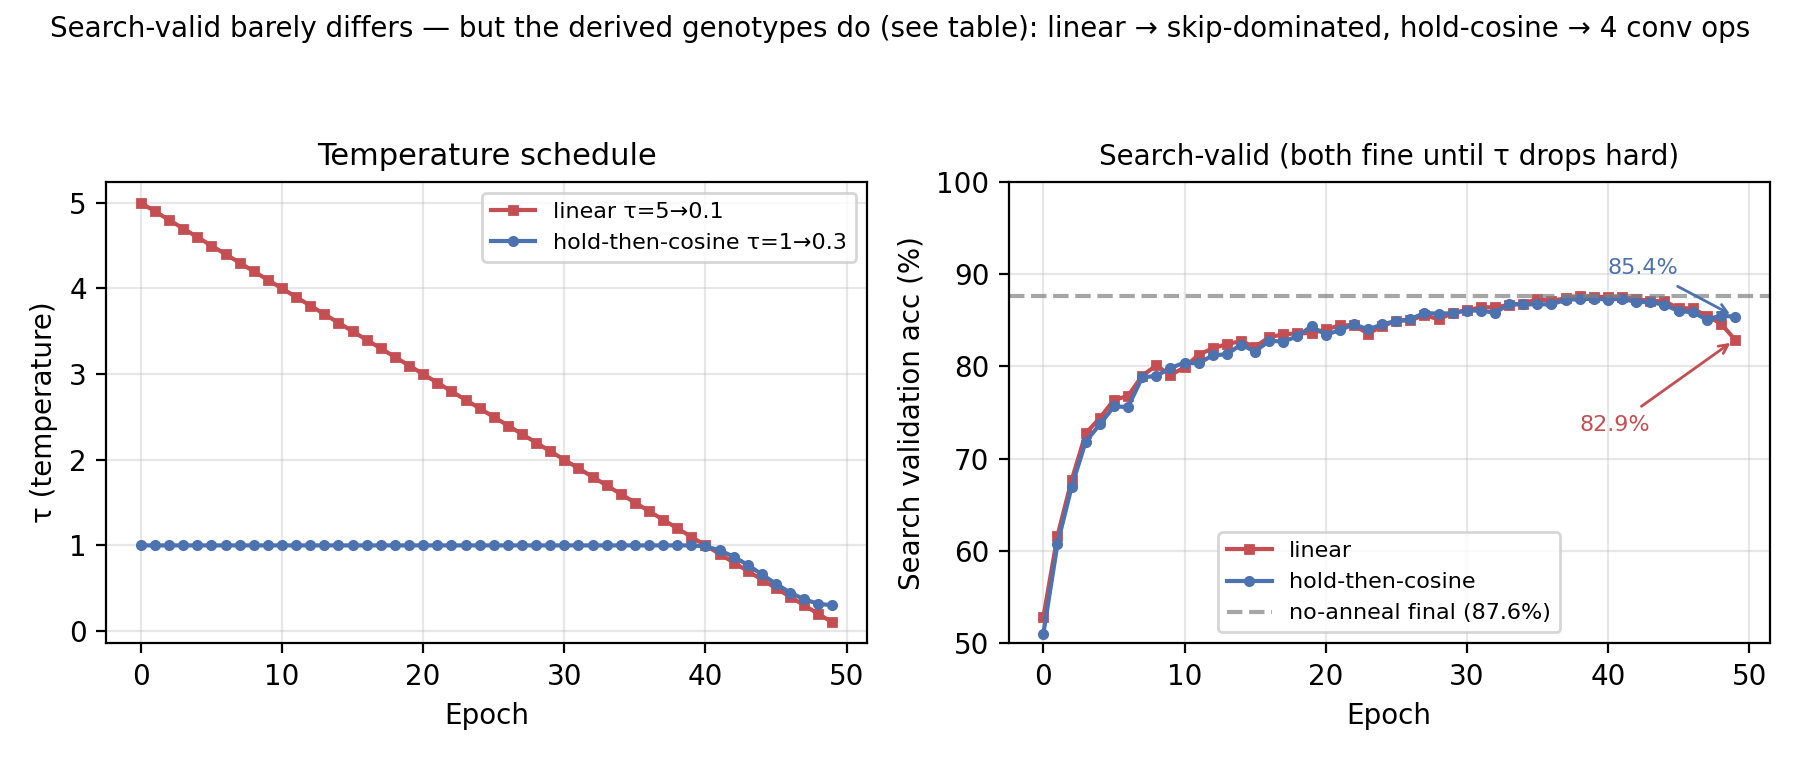 Search-valid barely differs — but the derived genotypes do (see table): linear → skip-dominated, hold-cosine → 4 conv ops
Temperature schedule
τ (temperature)
5
4
3
2
1
0
linear τ=5→0.1
hold-then-cosine τ=1→0.3
0
10
20
30
40
50
Epoch
Search-valid (both fine until τ drops hard)
Search validation acc (%)
100
90
80
70
60
50
85.4%
82.9%
linear
hold-then-cosine
no-anneal final (87.6%)
0
10
20
30
40
50
Epoch